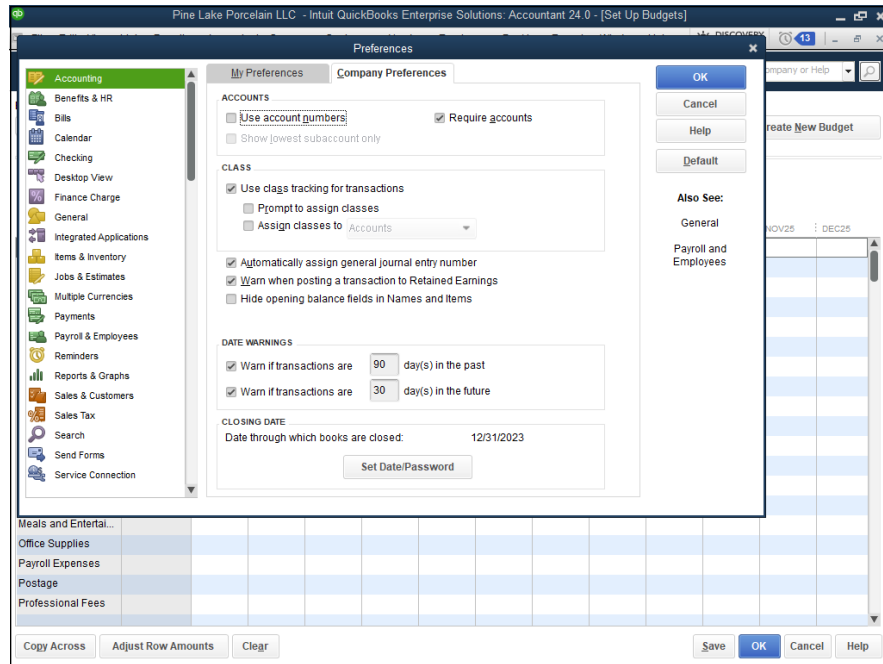 Pine Lake Porcelain LLC - Intuit QuickBooks Enterprise Solutions: Accountant 24.0 - [Set Up Budgets]
13
Preferences
ompany or Help
reate New Budget
NOV25 DEC25
Accounting
Benefits & HR
Bills
Calendar
Checking
Desktop View
Finance Charge
General
Integrated Applications
Items & Inventory
Jobs & Estimates
Multiple Currencies
Payments
Payroll & Employees
Reminders
Reports & Graphs
Sales & Customers
Sales Tax
Search
Send Forms
Service Connection
My Preferences
Company Preferences
ACCOUNTS
Use account numbers
Require accounts
Show lowest subaccount only
CLASS
Use class tracking for transactions
Prompt to assign classes
Assign classes to Accounts
Automatically assign general journal entry number
Warn when posting a transaction to Retained Earnings
Hide opening balance fields in Names and Items
DATE WARNINGS
Warn if transactions are 90 day(s) in the past
Warn if transactions are 30 day(s) in the future
CLOSING DATE
Date through which books are closed: 12/31/2023
Set Date/Password
OK
Cancel
Help
Default
Also See:
General
Payroll and
Employees
Meals and Entertai...
Office Supplies
Payroll Expenses
Postage
Professional Fees
Copy Across
Adjust Row Amounts
Clear
Save
OK
Cancel
Help